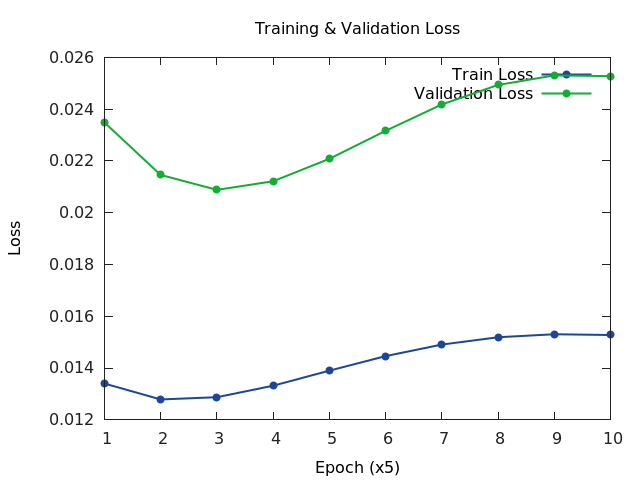 Training & Validation Loss
0.026
0.024
0.022
0.02
0.018
0.016
0.014
0.012
Loss
Train Loss
Validation Loss
1 2 3 4 5 6 7 8 9 10
Epoch (x5)